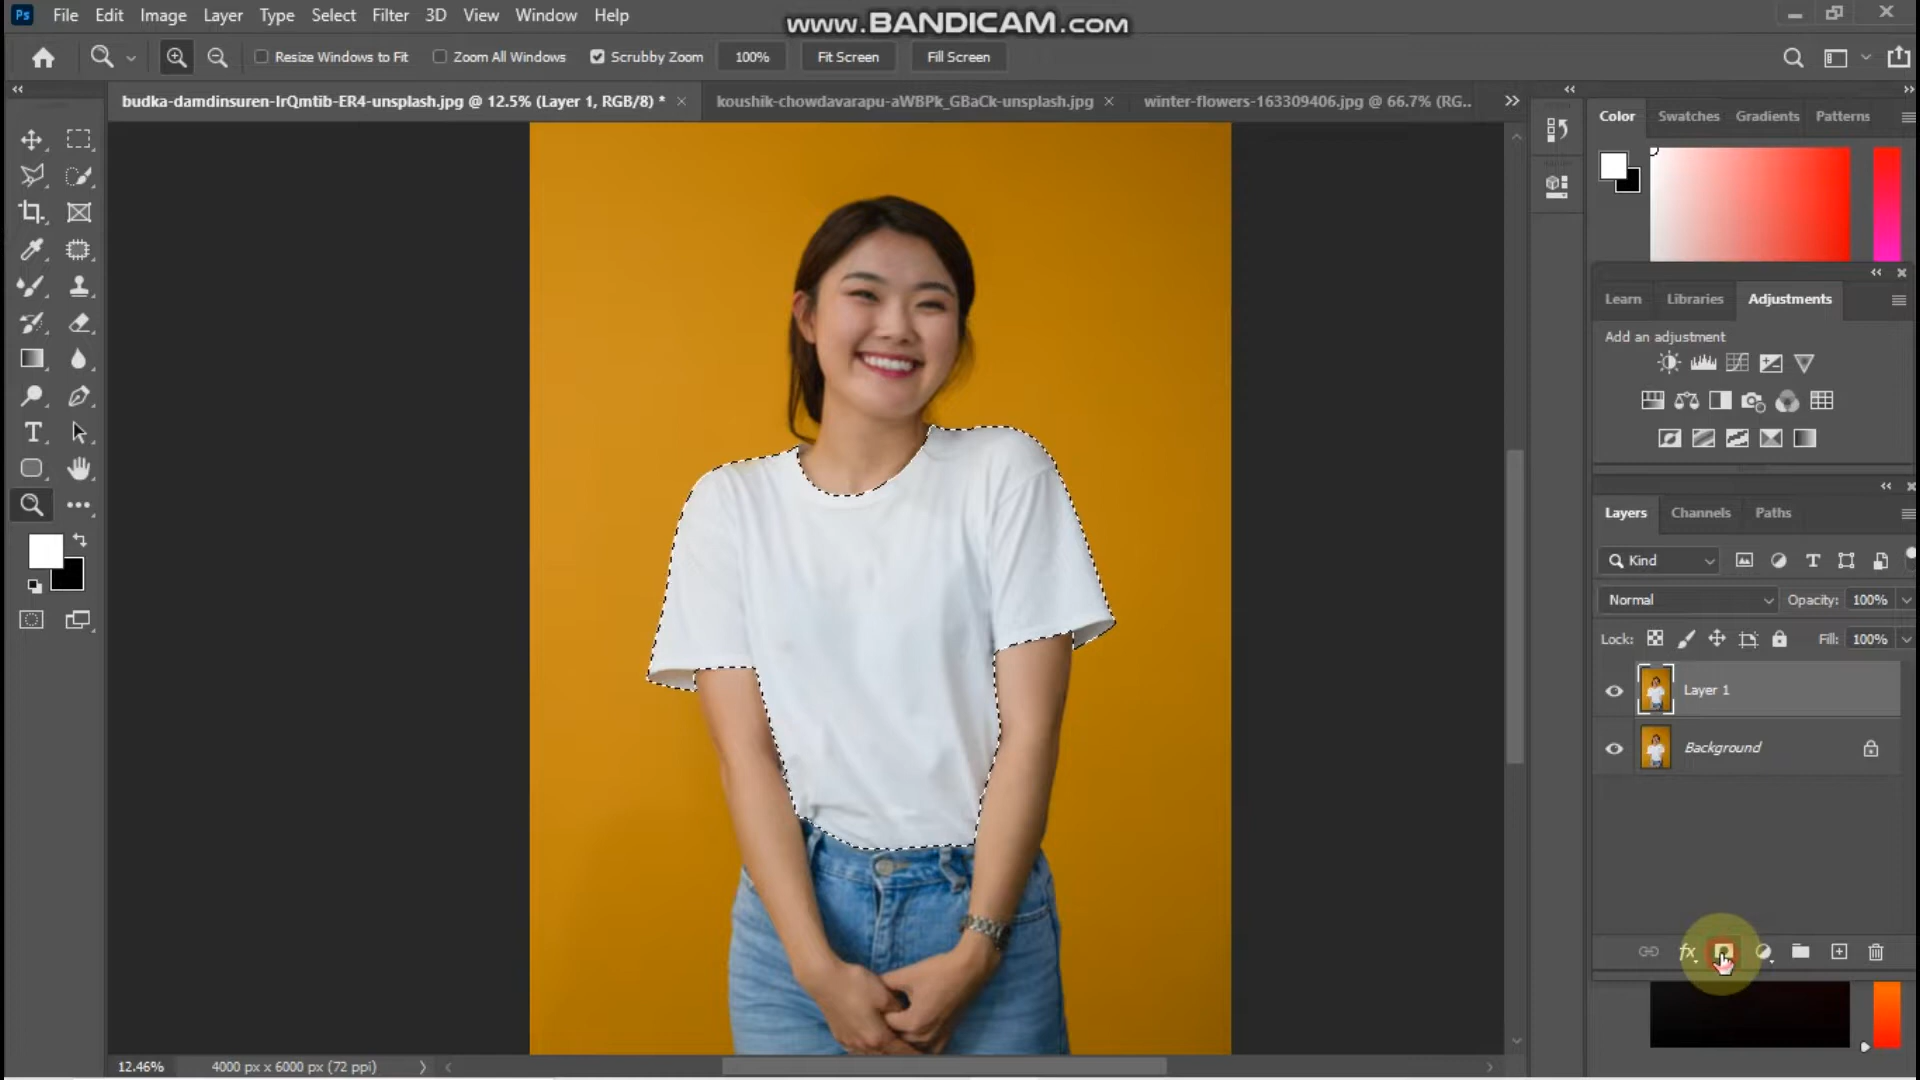 Ps File Edit Image Layer Type Select Filter 3D View Window Help
www.BANDICAM.com
Resize Windows to Fit Zoom All Windows Scrubby Zoom 100% Fit Screen Fill Screen
budka-damdinsuren-IrQmtib-ER4-unsplash.jpg @ 12.5% (Layer 1, RGB/8) * koushik-chowdavarapu-aWBPk_GBaCk-unsplash.jpg winter-flowers-163309406.jpg @ 66.7% (RG..
Color Swatches Gradients Patterns
Learn Libraries Adjustments
Add an adjustment
Layers Channels Paths
Kind
Normal Opacity: 100%
Lock: Fill: 100%
Layer 1
Background
fx
12.46% 4000 px x 6000 px (72 ppi)